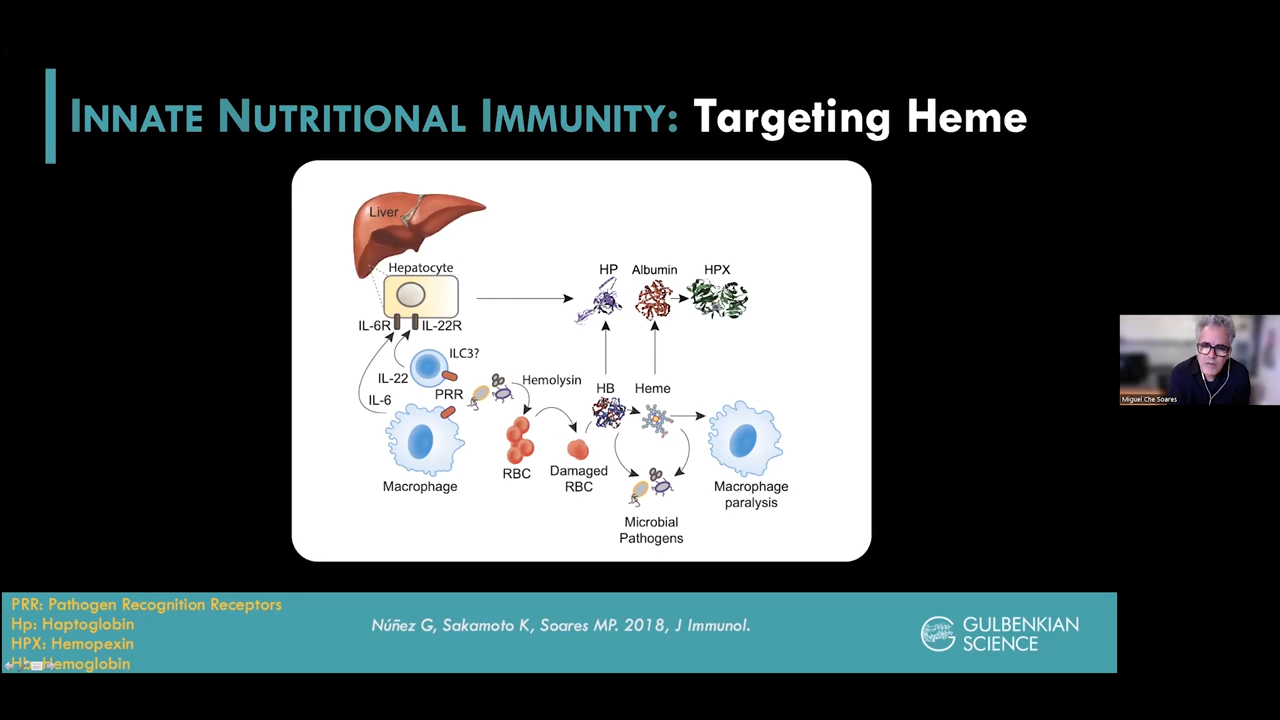 INNATE NUTRITIONAL IMMUNITY: Targeting Heme
Liver
Hepatocyte
IL-6R
IL-22R
ILC3?
IL-22
IL-6
PRR
Macrophage
Hemolysin
RBC
Damaged
RBC
HP
Albumin
HPX
HB
Heme
Microbial
Pathogens
Macrophage
paralysis
Miguel Che Soares
PRR: Pathogen Recognition Receptors
Hp: Haptoglobin
HPX: Hemopexin
Hb: Hemoglobin
Núñez G, Sakamoto K, Soares MP. 2018, J Immunol.
GULBENKIAN
SCIENCE